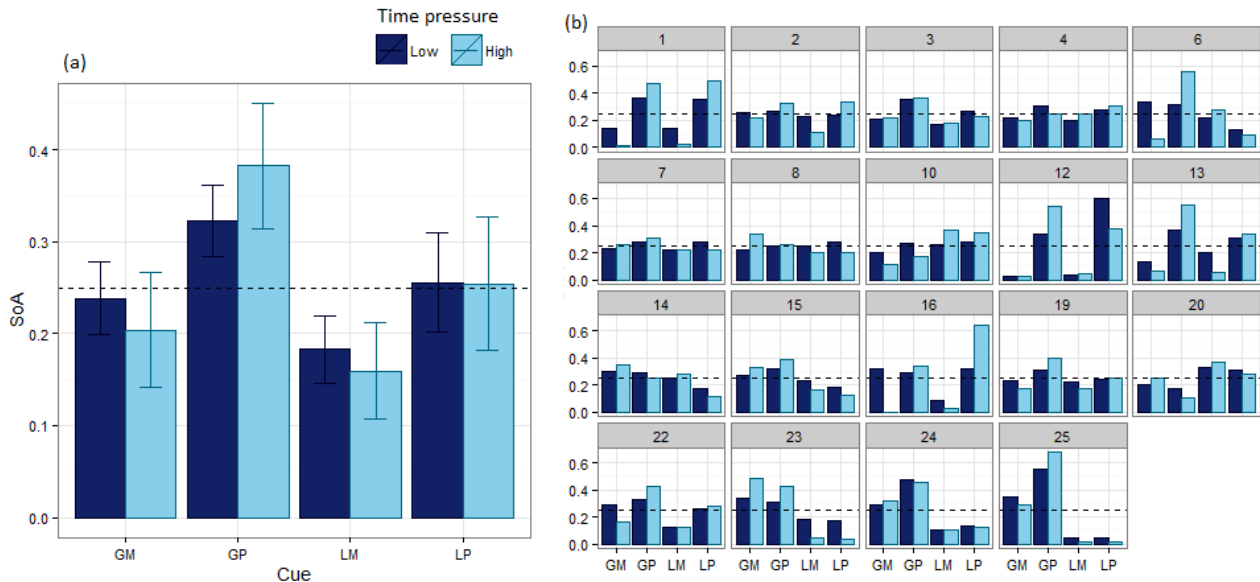 Time pressure
Low High
(a)
0.4
0.3
0.2
0.1
0.0
SoA
GM GP LM LP
Cue
(b)
1 2 3 4 6
0.6
0.4
0.2
0.0
7 8 10 12 13
0.6
0.4
0.2
0.0
14 15 16 19 20
0.6
0.4
0.2
0.0
22 23 24 25
0.6
0.4
0.2
0.0
GM GP LM LP GM GP LM LP GM GP LM LP GM GP LM LP